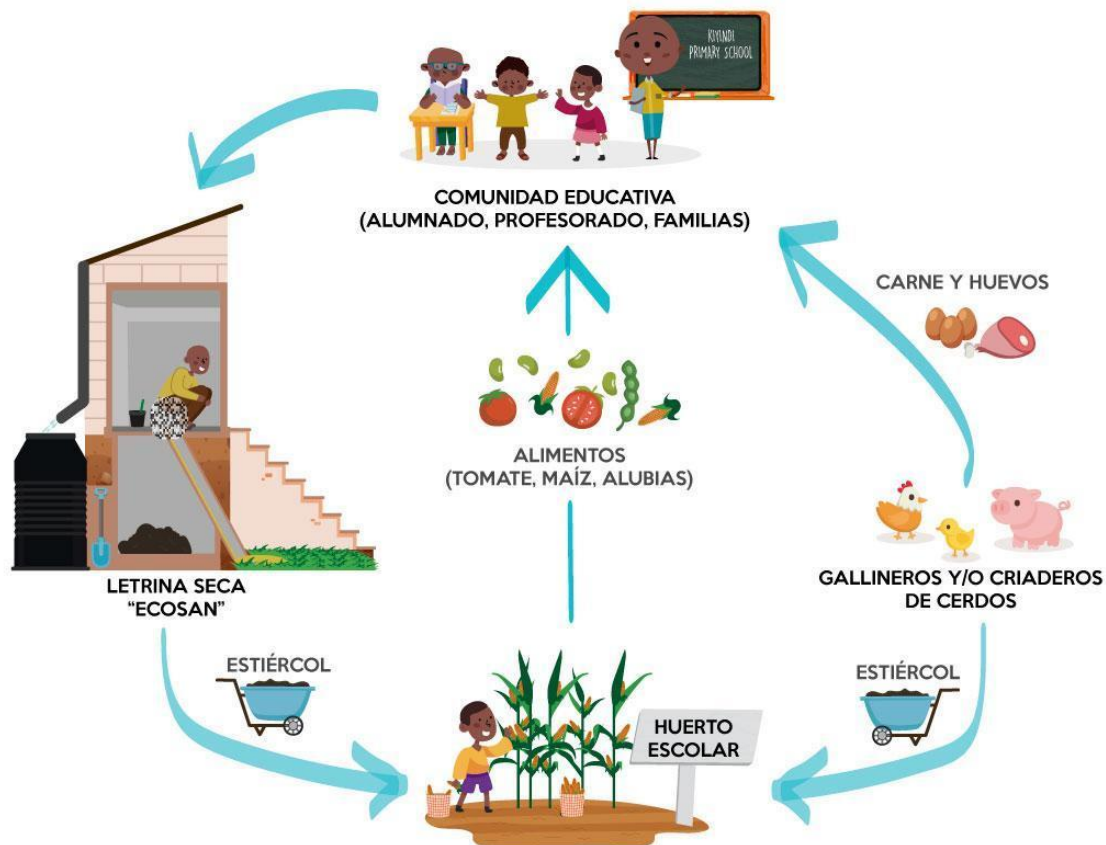 KIYINDI
PRIMARY SCHOOL
COMUNIDAD EDUCATIVA
(ALUMNADO, PROFESORADO, FAMILIAS)
CARNE Y HUEVOS
ALIMENTOS
(TOMATE, MAÍZ, ALUBIAS)
LETRINA SECA
“ECOSAN”
GALLINEROS Y/O CRIADEROS
DE CERDOS
ESTIÉRCOL
ESTIÉRCOL
HUERTO
ESCOLAR